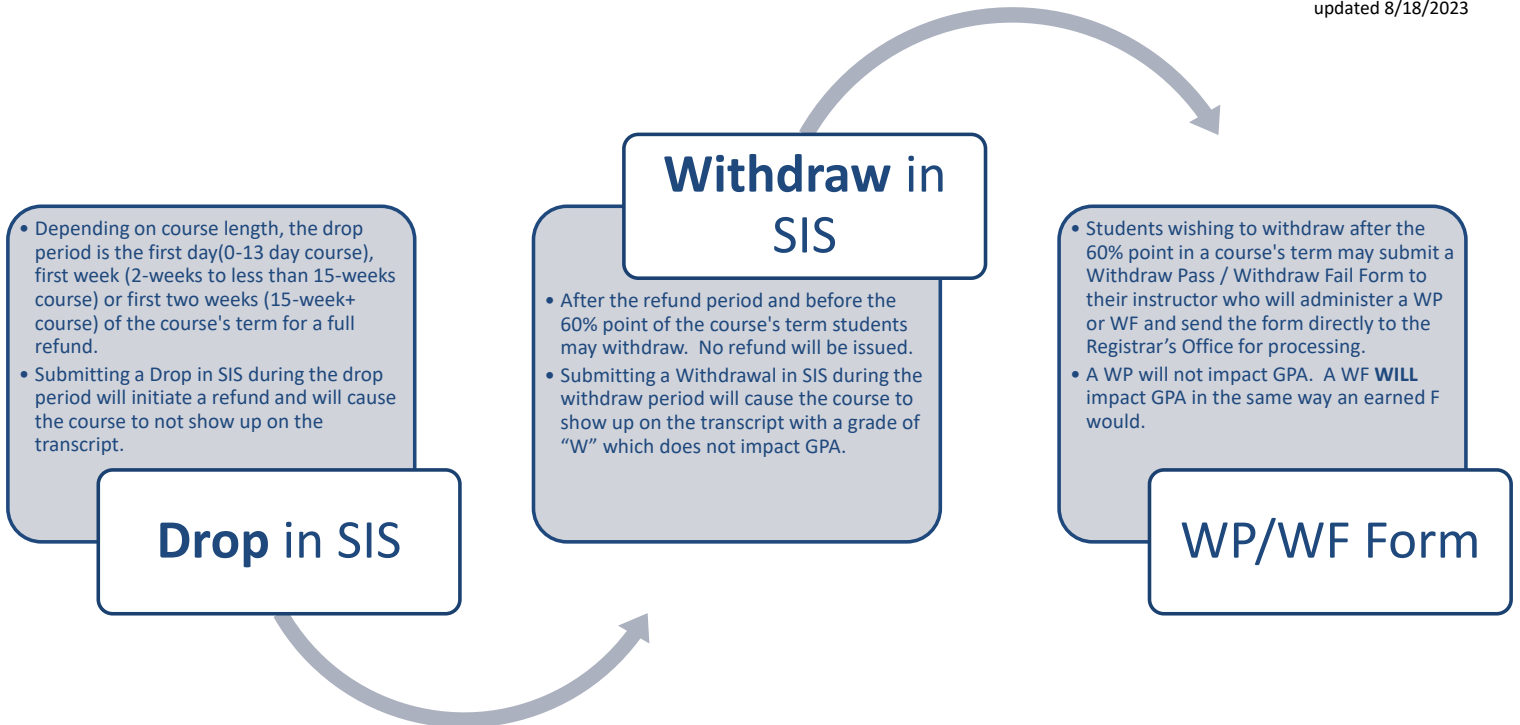 updated 8/18/2023
• Depending on course length, the drop
period is the first day(0-13 day course),
first week (2-weeks to less than 15-weeks
course) or first two weeks (15-week+
course) of the course's term for a full
refund.
• Submitting a Drop in SIS during the drop
period will initiate a refund and will cause
the course to not show up on the
transcript.
Drop in SIS
Withdraw in
SIS
• After the refund period and before the
60% point of the course's term students
may withdraw.  No refund will be issued.
• Submitting a Withdrawal in SIS during the
withdraw period will cause the course to
show up on the transcript with a grade of
“W” which does not impact GPA.
• Students wishing to withdraw after the
60% point in a course's term may submit a
Withdraw Pass / Withdraw Fail Form to
their instructor who will administer a WP
or WF and send the form directly to the
Registrar’s Office for processing.
• A WP will not impact GPA.  A WF WILL
impact GPA in the same way an earned F
would.
WP/WF Form